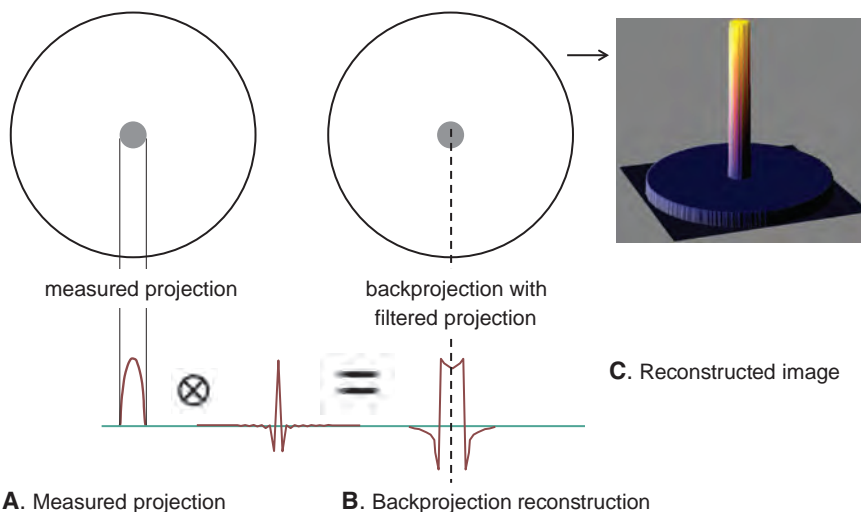 measured projection
backprojection with
filtered projection
C. Reconstructed image
A. Measured projection
B. Backprojection reconstruction